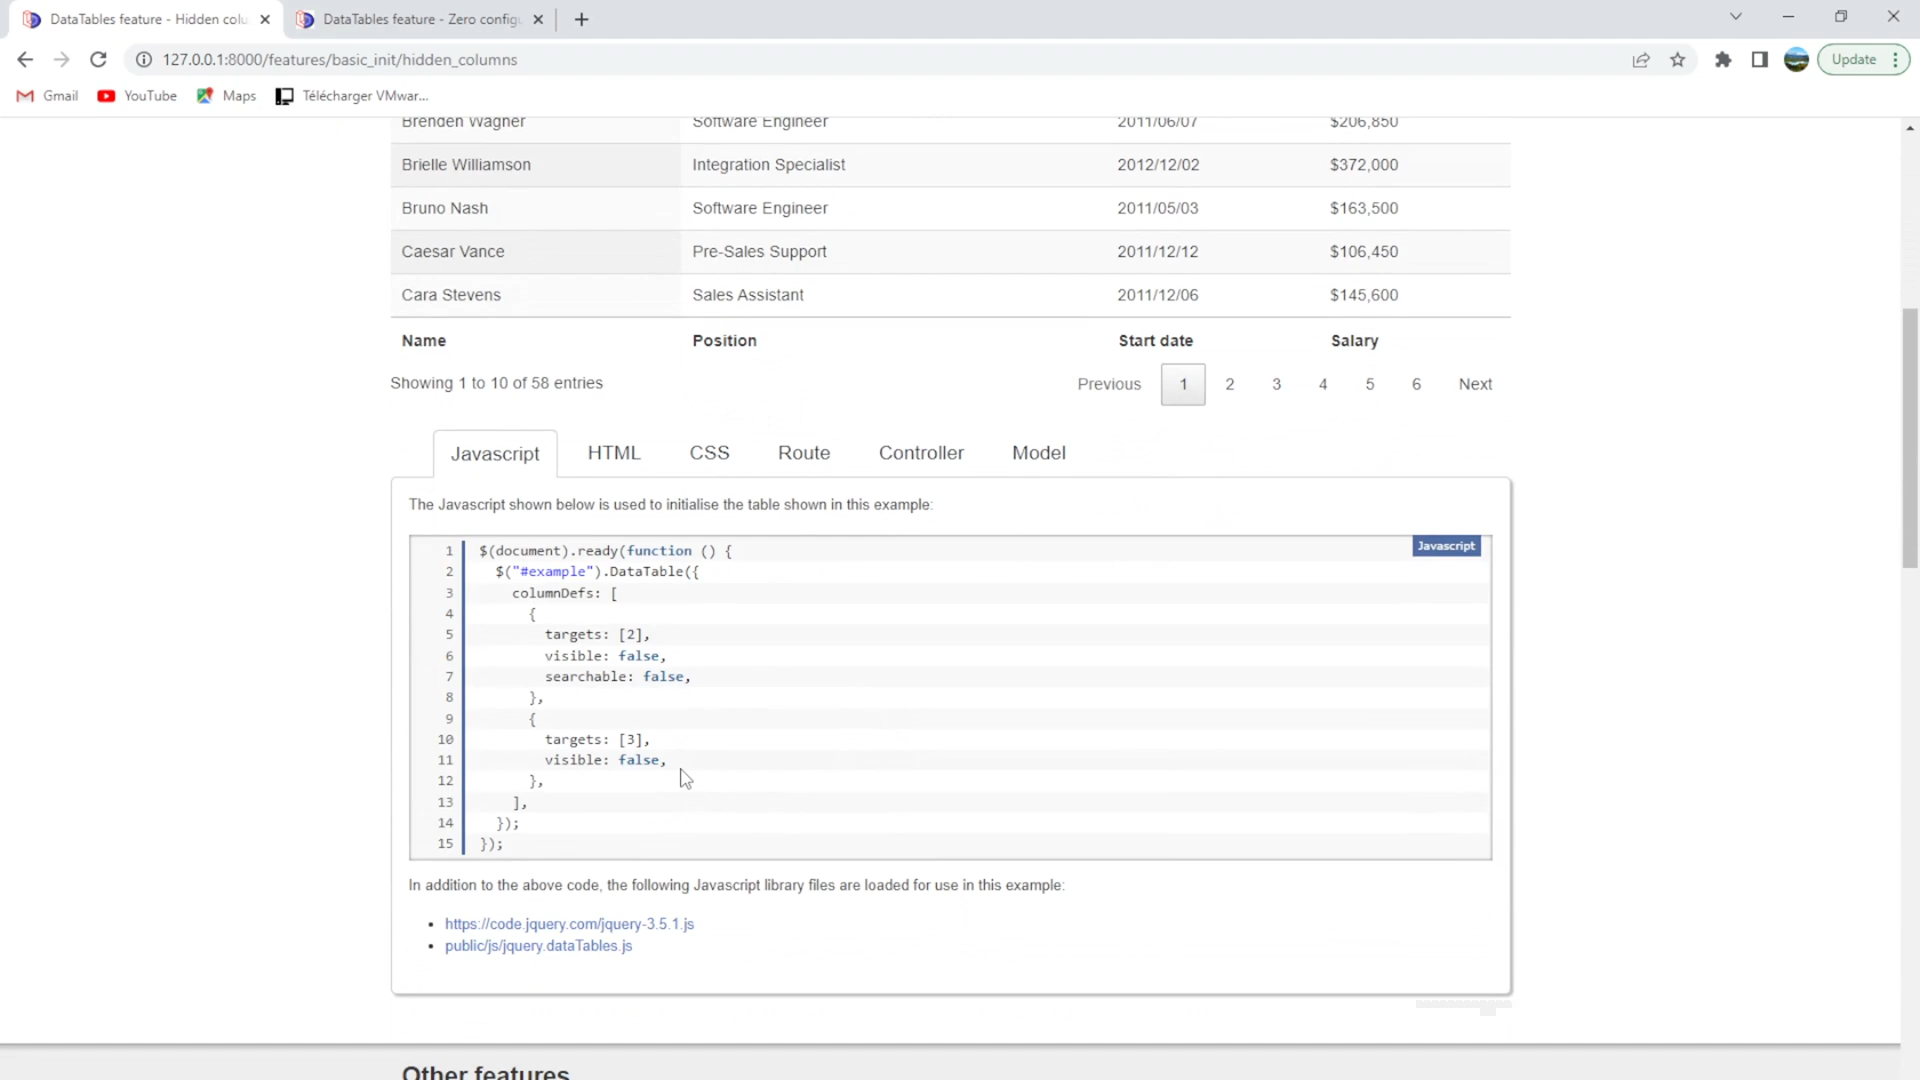 DataTables feature - Hidden colu
DataTables feature - Zero config
127.0.0.1:8000/features/basic_init/hidden_columns
Update
Gmail
YouTube
Maps
Télécharger VMwar...
Brenden Wagner Software Engineer 2011/06/07 $206,850
Brielle Williamson Integration Specialist 2012/12/02 $372,000
Bruno Nash Software Engineer 2011/05/03 $163,500
Caesar Vance Pre-Sales Support 2011/12/12 $106,450
Cara Stevens Sales Assistant 2011/12/06 $145,600
Name Position Start date Salary
Showing 1 to 10 of 58 entries Previous 1 2 3 4 5 6 Next
Javascript HTML CSS Route Controller Model
The Javascript shown below is used to initialise the table shown in this example:
Javascript
1 $(document).ready(function () {
2 $("#example").DataTable({
3 columnDefs: [
4 {
5 targets: [2],
6 visible: false,
7 searchable: false,
8 },
9 {
10 targets: [3],
11 visible: false,
12 },
13 ],
14 });
15 });
In addition to the above code, the following Javascript library files are loaded for use in this example:
• https://code.jquery.com/jquery-3.5.1.js
• public/js/jquery.dataTables.js
Other features